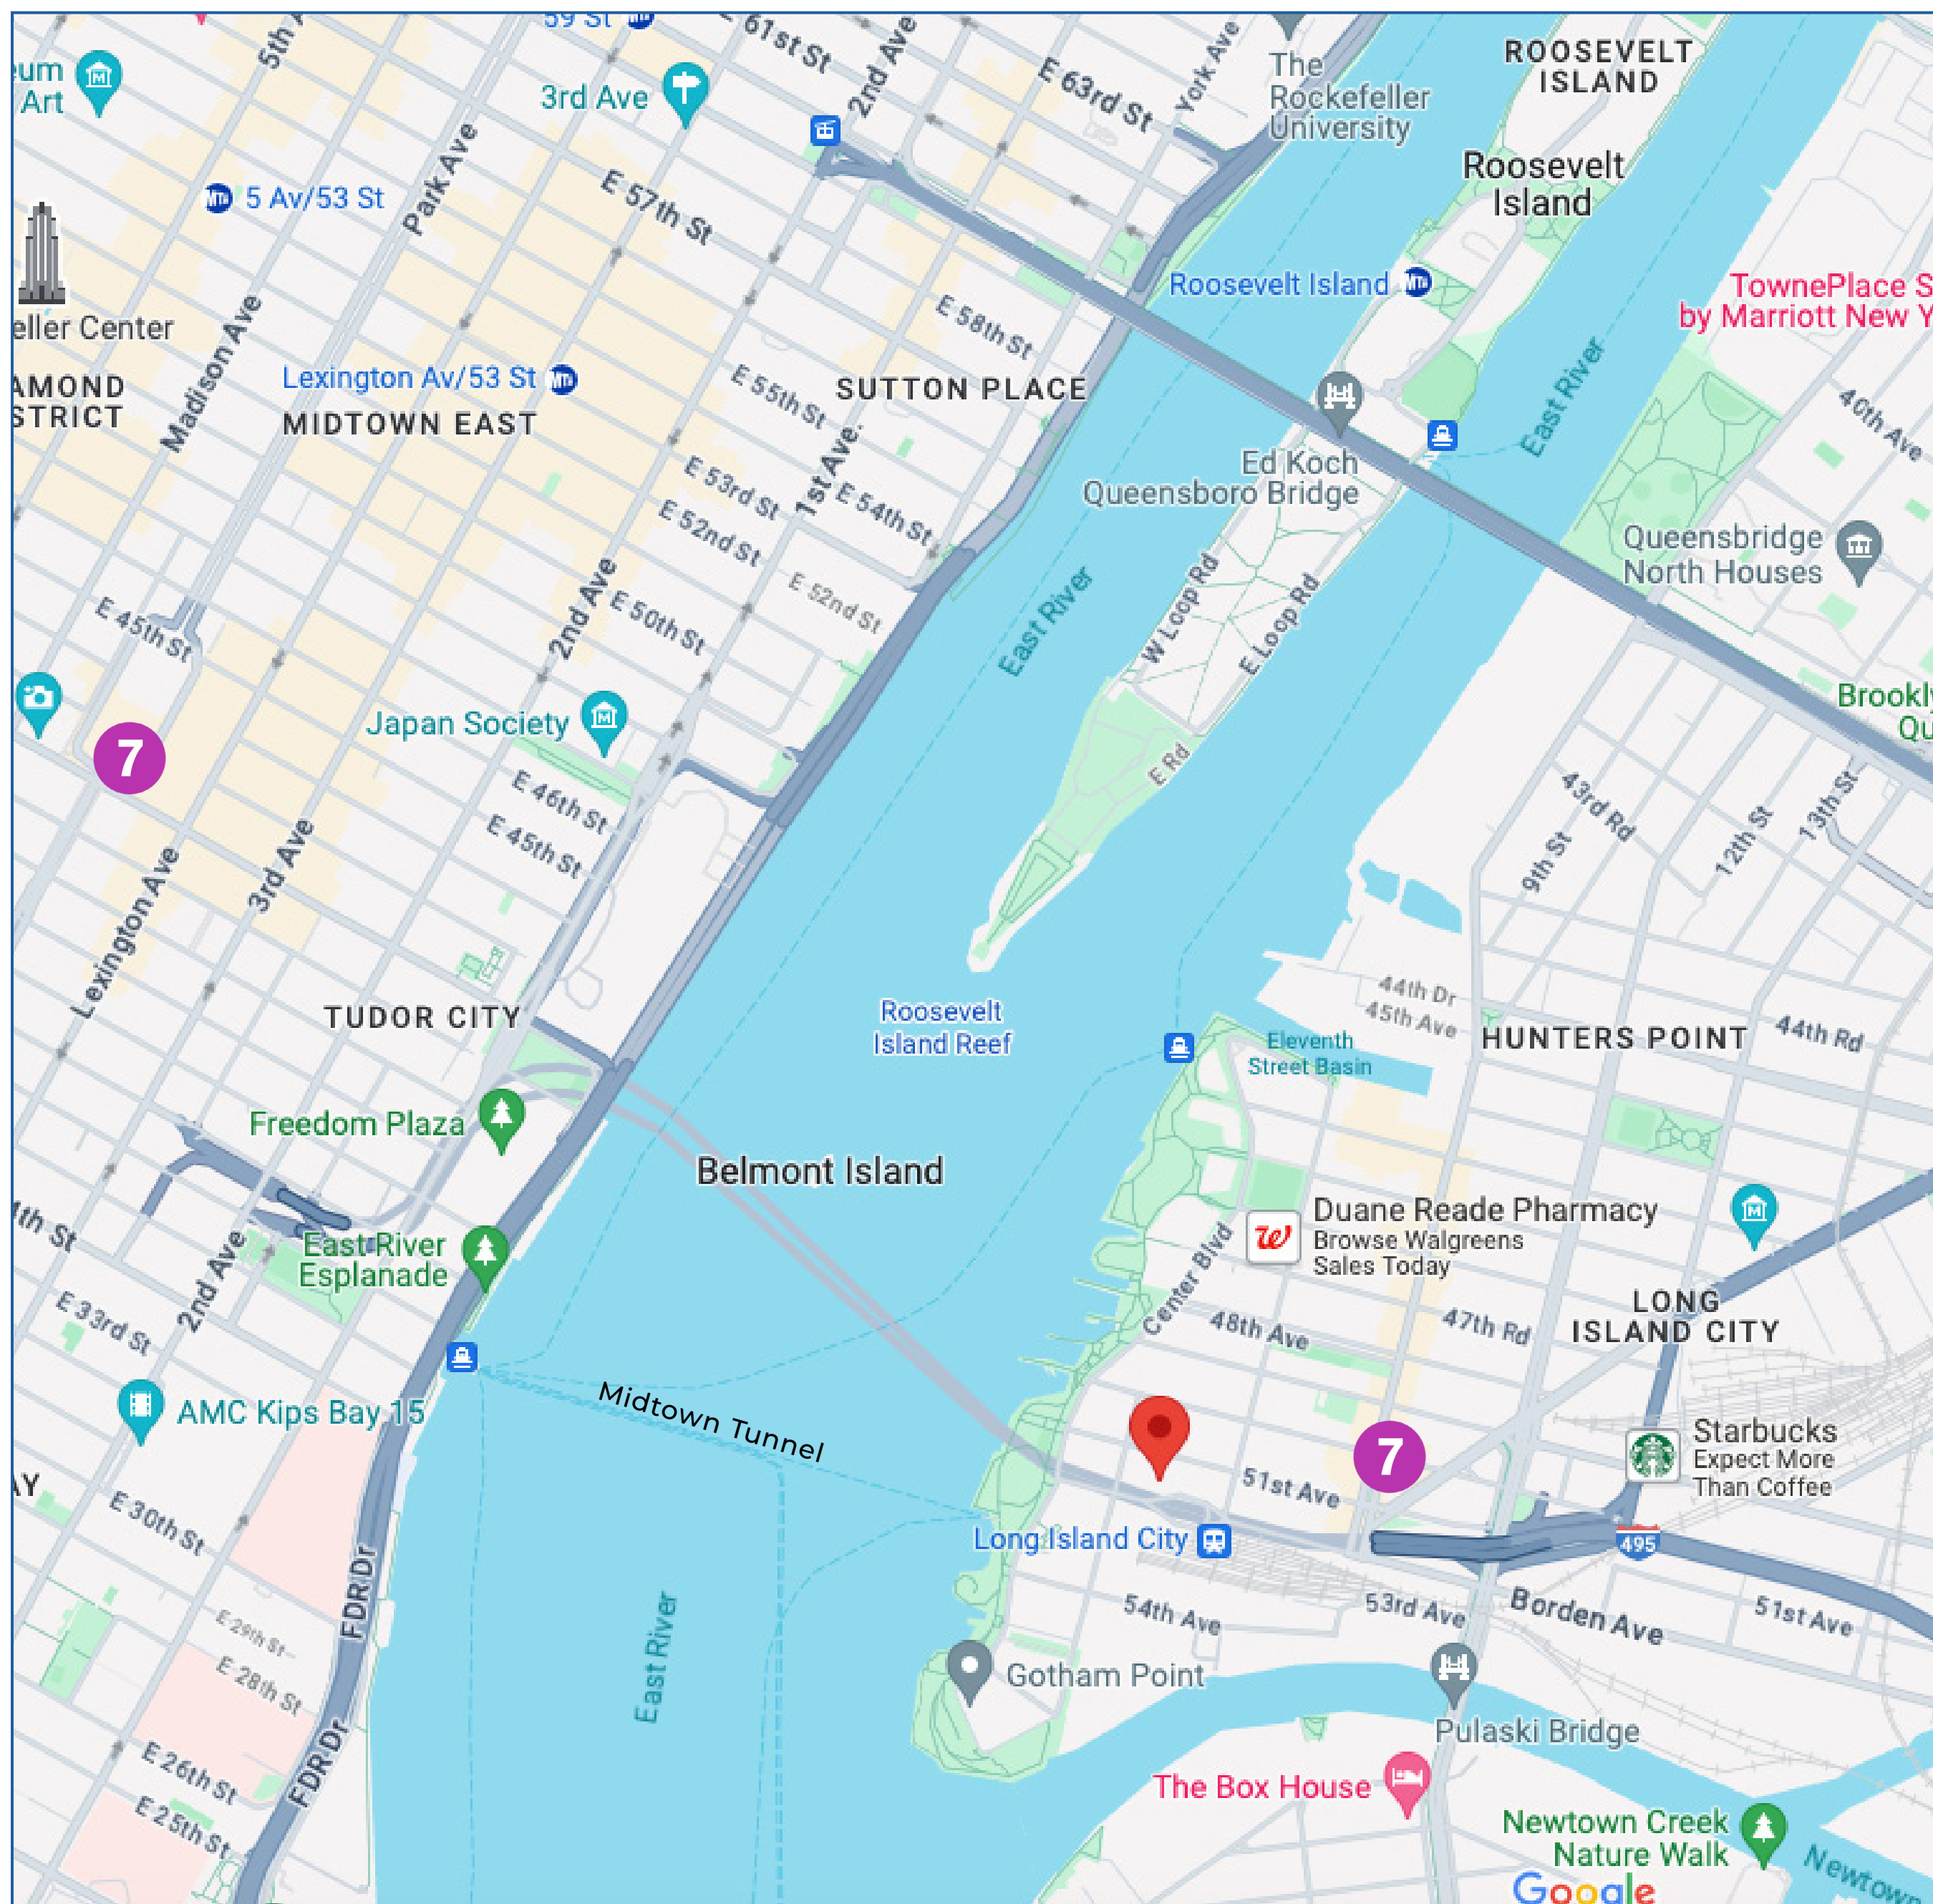 59 St
61st St
2nd Ave
E 63rd St
York Ave
The
Rockefeller
University
ROOSEVELT
ISLAND
5th A
eum
Art
3rd Ave
Park Ave
Roosevelt
Island
5 Av/53 St
E 57th St
Roosevelt Island
TownePlace S
by Marriott New Y
eller Center
Madison Ave
E 58th St
East River
AMOND
STRICT
Lexington Av/53 St
MIDTOWN EAST
E 55th St
SUTTON PLACE
40th Ave
Ed Koch
Queensboro Bridge
1st Ave.
E 53rd St
E 54th St
E 52nd St
Queensbridge
North Houses
E 45th St
2nd Ave
E 50th St
E 52nd St
East River
W Loop Rd
E Loop Rd
Brookly
Qu
Japan Society
7
E Rd
E 46th St
E 45th St
43rd Rd
9th St
12th St
13th St
Lexington Ave
3rd Ave
TUDOR CITY
Roosevelt
Island Reef
44th Dr
45th Ave
Eleventh
Street Basin
HUNTERS POINT
44th Rd
Freedom Plaza
Belmont Island
Duane Reade Pharmacy
Browse Walgreens
Sales Today
4th St
2nd Ave
East River
Esplanade
Center Blvd
E 33rd St
48th Ave
47th Rd
LONG
ISLAND CITY
AMC Kips Bay 15
Midtown Tunnel
AY
7
Starbucks
Expect More
Than Coffee
E 30th St
51st Ave
Long Island City
495
FDR Dr
East River
54th Ave
53rd Ave
Borden Ave
51st Ave
E 29th St
E 28th St
Gotham Point
Pulaski Bridge
FDR Dr
E 26th St
E 25th St
The Box House
Newtown Creek
Nature Walk
Newtown
Google